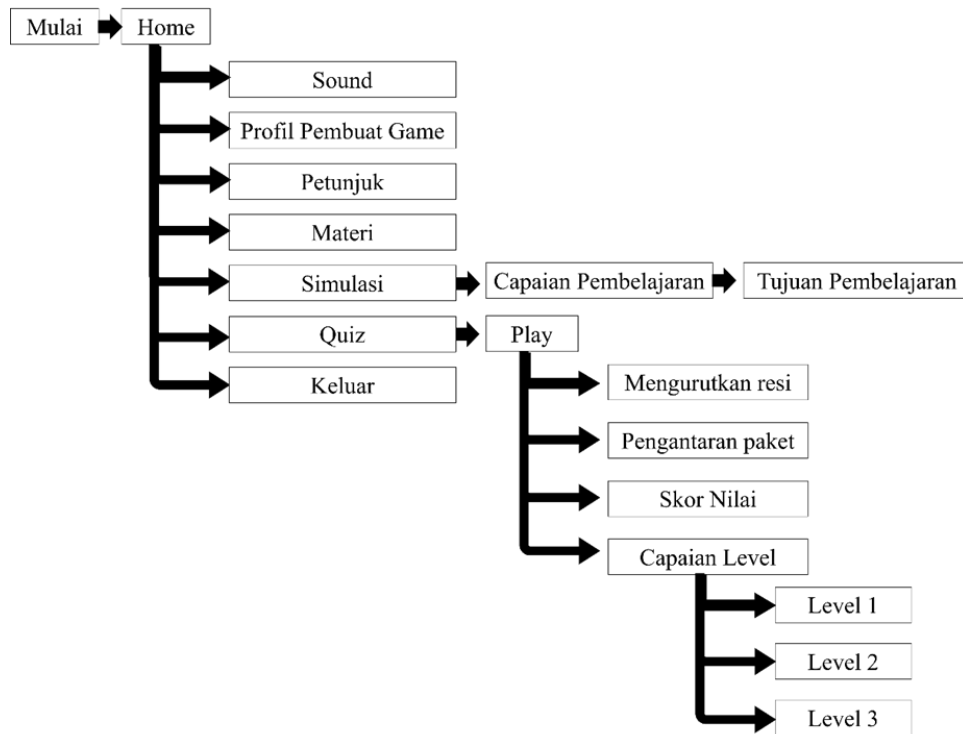 Mulai
Home
Sound
Profil Pembuat Game
Petunjuk
Materi
Simulasi
Capaian Pembelajaran
Tujuan Pembelajaran
Quiz
Play
Keluar
Mengurutkan resi
Pengantaran paket
Skor Nilai
Capaian Level
Level 1
Level 2
Level 3